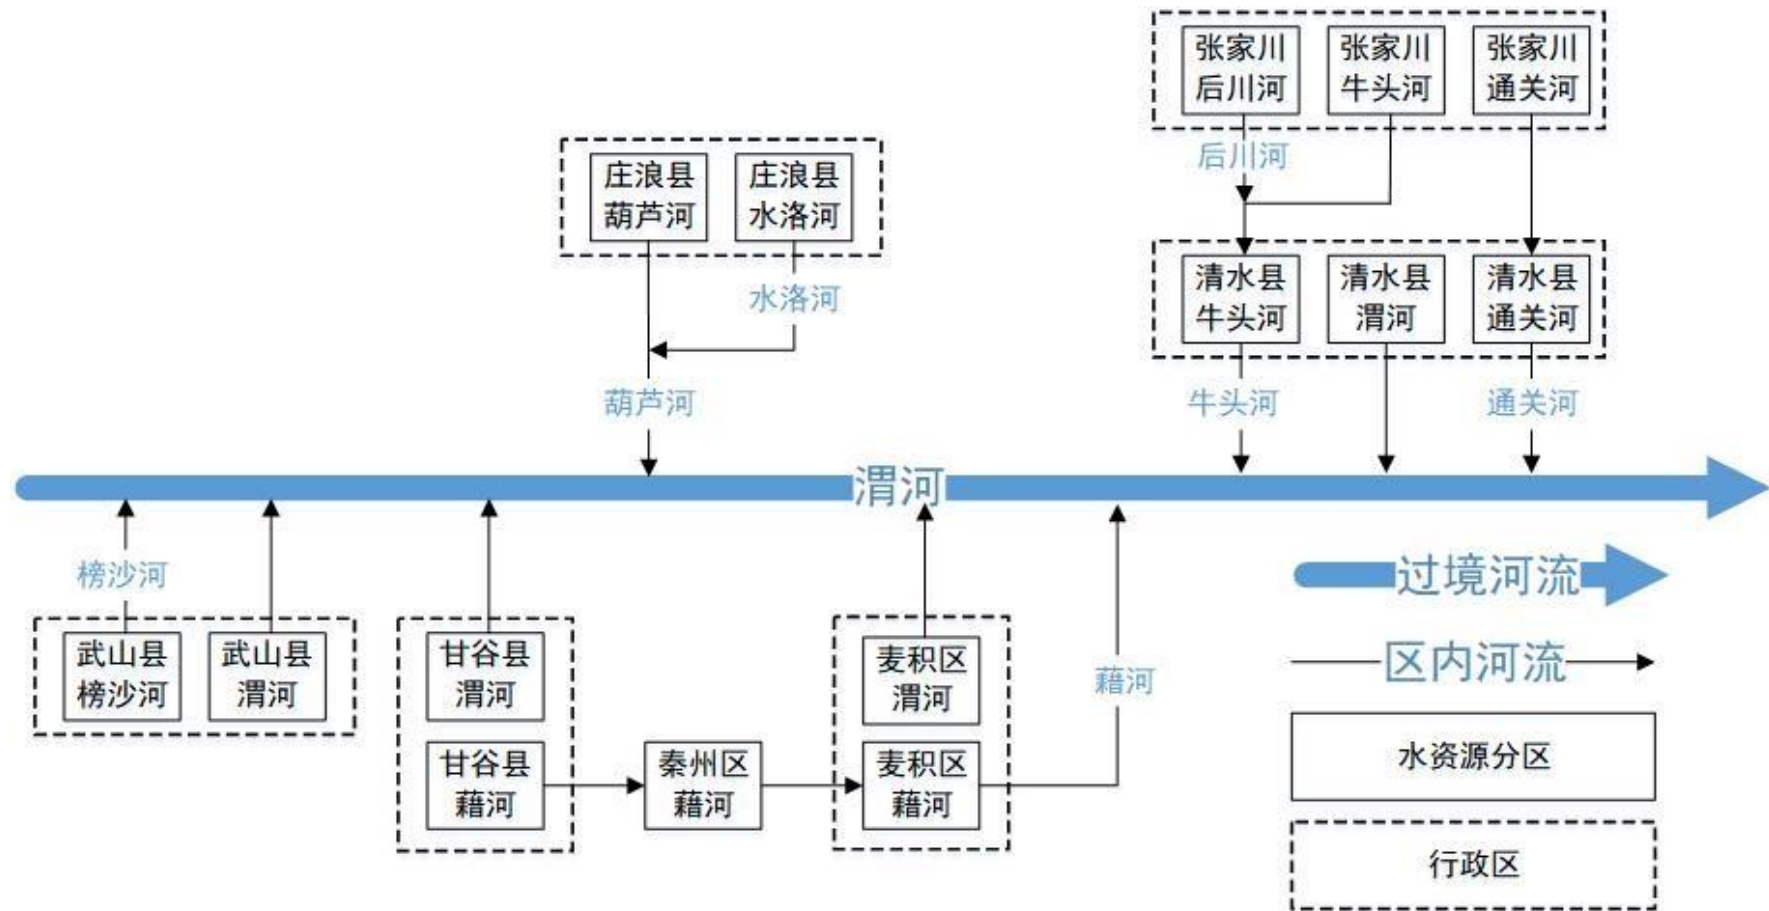 张家川
后川河
张家川
牛头河
张家川
通关河
后川河
庄浪县
葫芦河
庄浪县
水洛河
水洛河
葫芦河
清水县
牛头河
清水县
渭河
清水县
通关河
牛头河
通关河
渭河
榜沙河
武山县
榜沙河
武山县
渭河
甘谷县
渭河
甘谷县
藉河
秦州区
藉河
麦积区
渭河
麦积区
藉河
藉河
过境河流
区内河流
水资源分区
行政区